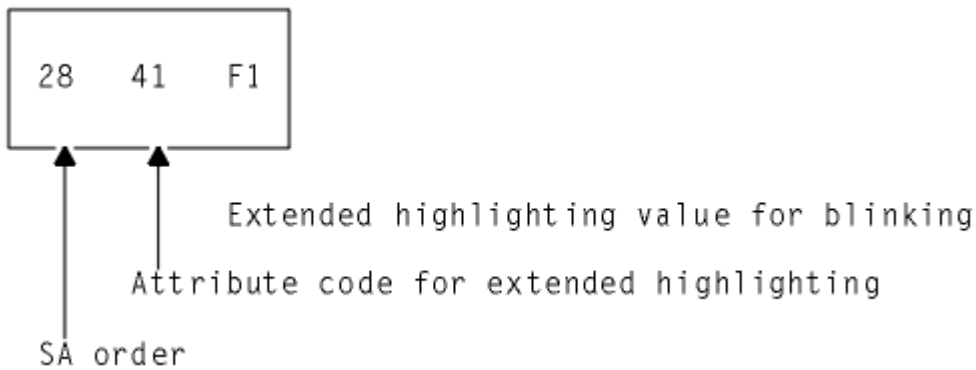 28 41 F1
Extended highlighting value for blinking
Attribute code for extended highlighting
SA order